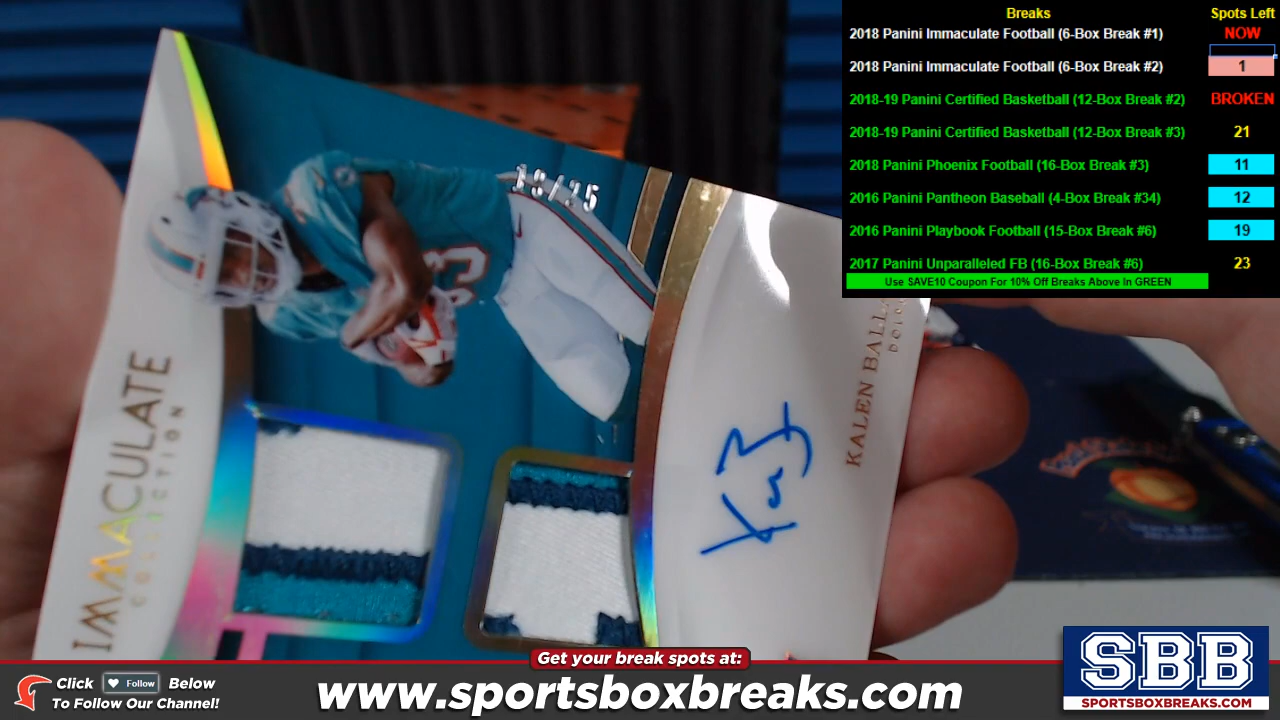 Breaks Spots Left
2018 Panini Immaculate Football (6-Box Break #1) NOW
2018 Panini Immaculate Football (6-Box Break #2) 1
2018-19 Panini Certified Basketball (12-Box Break #2) BROKEN
2018-19 Panini Certified Basketball (12-Box Break #3) 21
2018 Panini Phoenix Football (16-Box Break #3) 11
2016 Panini Pantheon Baseball (4-Box Break #34) 12
2016 Panini Playbook Football (15-Box Break #6) 19
2017 Panini Unparalleled FB (16-Box Break #6) 23
Use SAVE10 Coupon For 10% Off Breaks Above In GREEN
IMMACULATE
COLLECTION
33
KALEN
Get your break spots at:
Click Follow Below
To Follow Our Channel!
www.sportsboxbreaks.com
SBB
SPORTSBOXBREAKS.COM